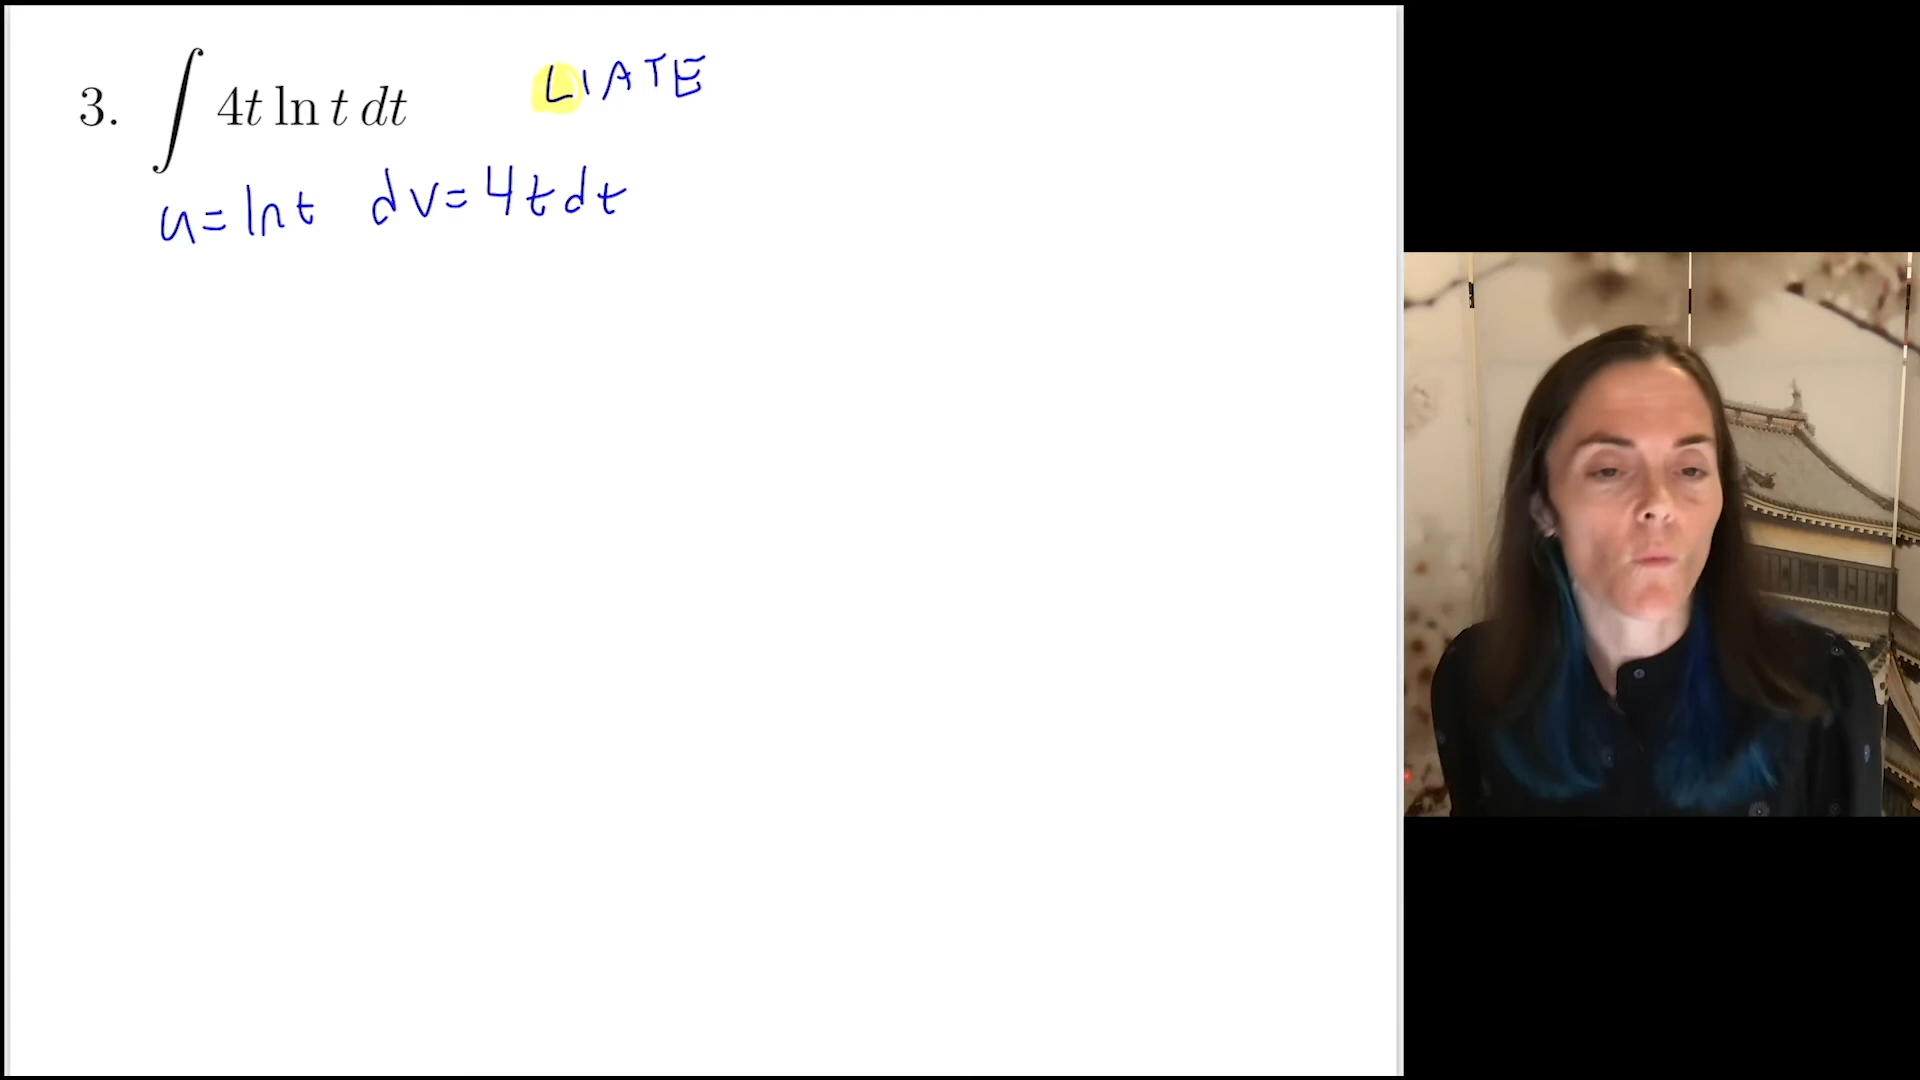 3. ∫ 4t ln t dt LIATE
u = ln t dv = 4t dt